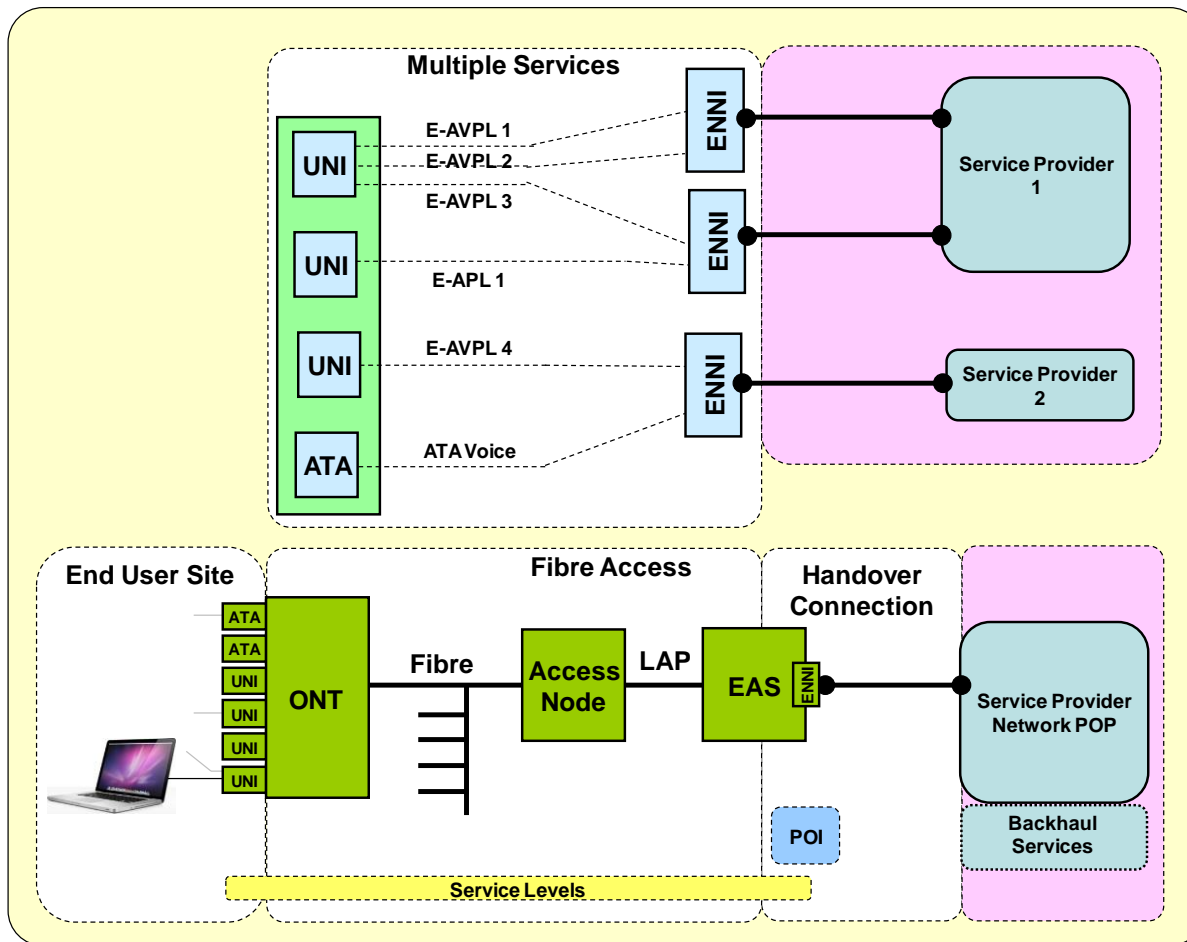 Multiple Services
E-AVPL 1
E-AVPL 2
E-AVPL 3
E-APL 1
E-AVPL 4
ATA Voice
UNI
UNI
UNI
ATA
ENNI
ENNI
ENNI
Service Provider
1
Service Provider
2
End User Site
Fibre Access
Handover
Connection
ATA
ATA
UNI
UNI
UNI
UNI
ONT
Fibre
Access
Node
LAP
EAS
ENNI
Service Provider
Network POP
POI
Backhaul
Services
Service Levels